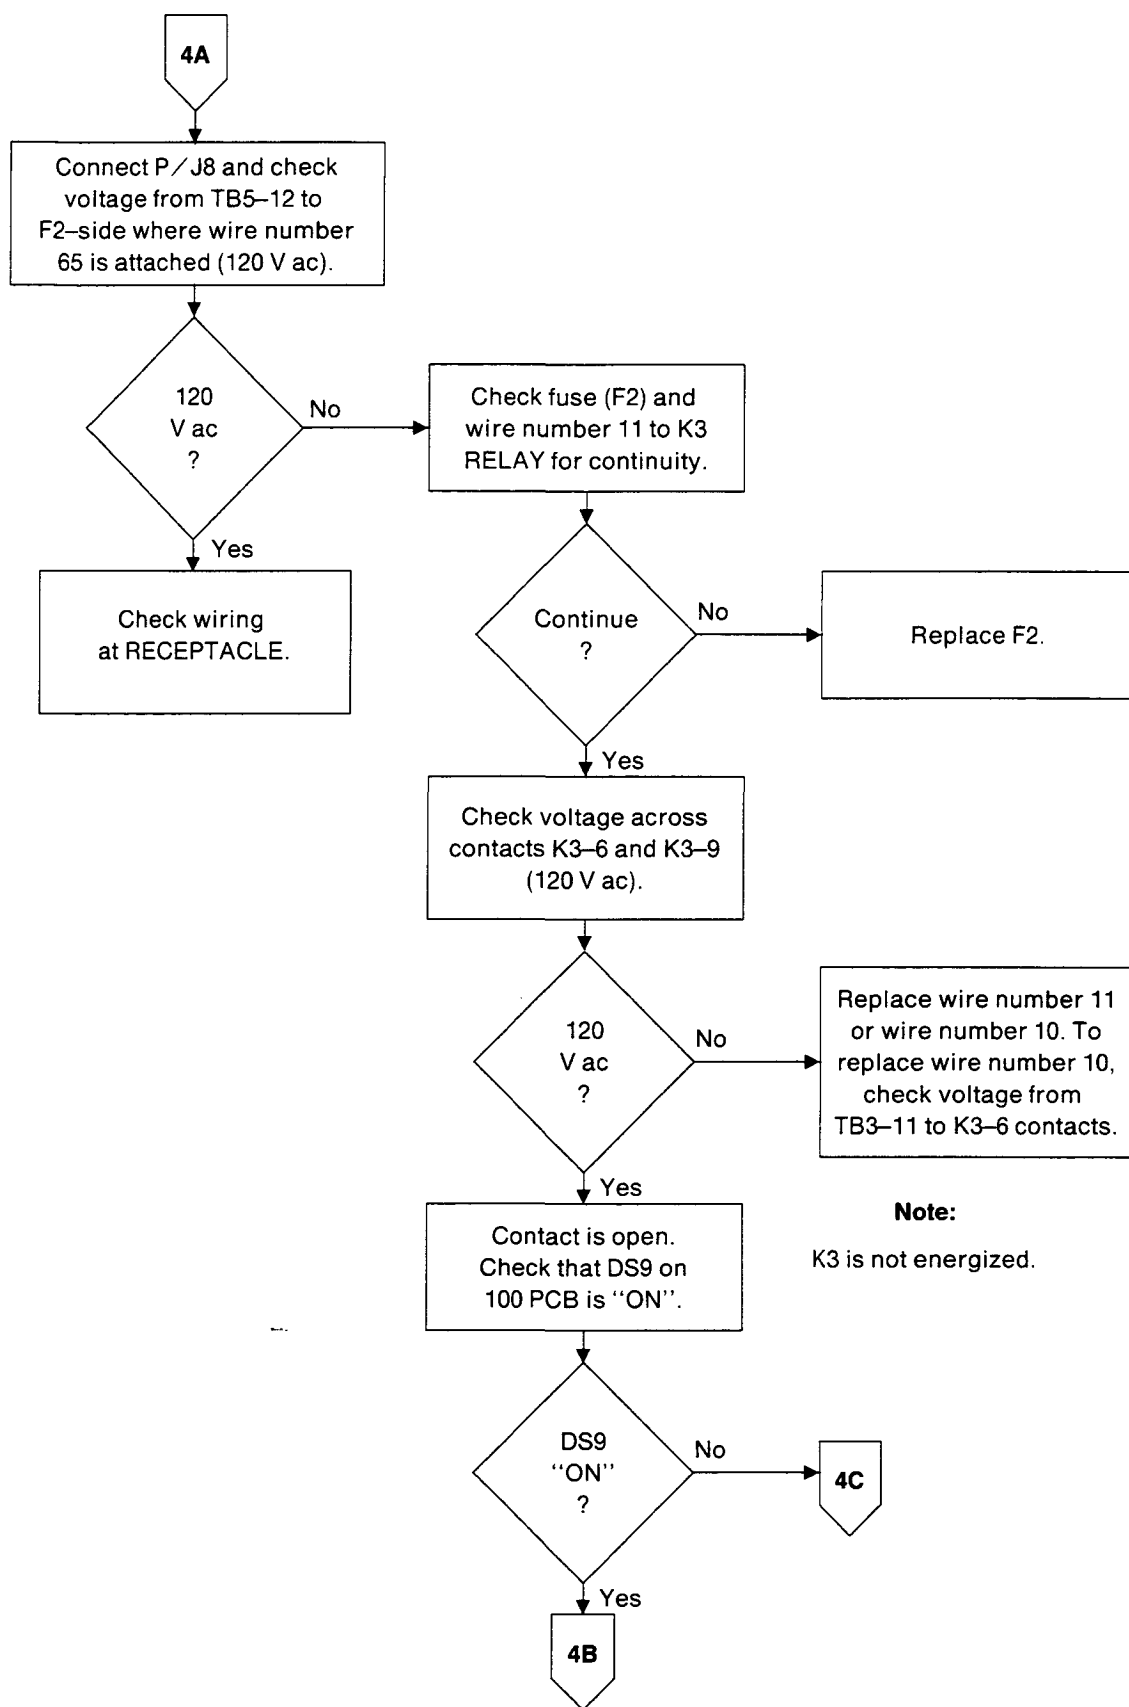 4A
Connect P/J8 and check
voltage from TB5–12 to
F2–side where wire number
65 is attached (120 V ac).
120
V ac
?
No
Check fuse (F2) and
wire number 11 to K3
RELAY for continuity.
Yes
Check wiring
at RECEPTACLE.
Continue
?
No
Replace F2.
Yes
Check voltage across
contacts K3–6 and K3–9
(120 V ac).
120
V ac
?
No
Replace wire number 11
or wire number 10. To
replace wire number 10,
check voltage from
TB3–11 to K3–6 contacts.
Yes
Note:
K3 is not energized.
Contact is open.
Check that DS9 on
100 PCB is “ON”.
DS9
“ON”
?
No
4C
Yes
4B